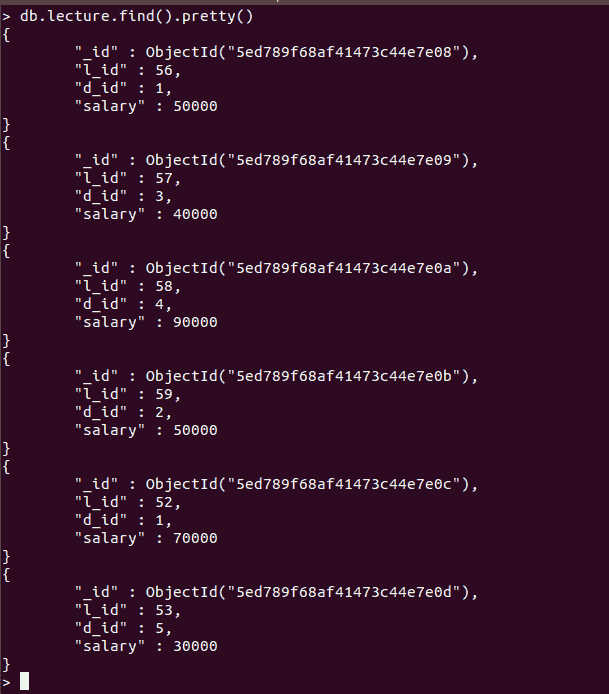 > db.lecture.find().pretty()
{
        "_id" : ObjectId("5ed789f68af41473c44e7e08"),
        "l_id" : 56,
        "d_id" : 1,
        "salary" : 50000
}
{
        "_id" : ObjectId("5ed789f68af41473c44e7e09"),
        "l_id" : 57,
        "d_id" : 3,
        "salary" : 40000
}
{
        "_id" : ObjectId("5ed789f68af41473c44e7e0a"),
        "l_id" : 58,
        "d_id" : 4,
        "salary" : 90000
}
{
        "_id" : ObjectId("5ed789f68af41473c44e7e0b"),
        "l_id" : 59,
        "d_id" : 2,
        "salary" : 50000
}
{
        "_id" : ObjectId("5ed789f68af41473c44e7e0c"),
        "l_id" : 52,
        "d_id" : 1,
        "salary" : 70000
}
{
        "_id" : ObjectId("5ed789f68af41473c44e7e0d"),
        "l_id" : 53,
        "d_id" : 5,
        "salary" : 30000
}
>